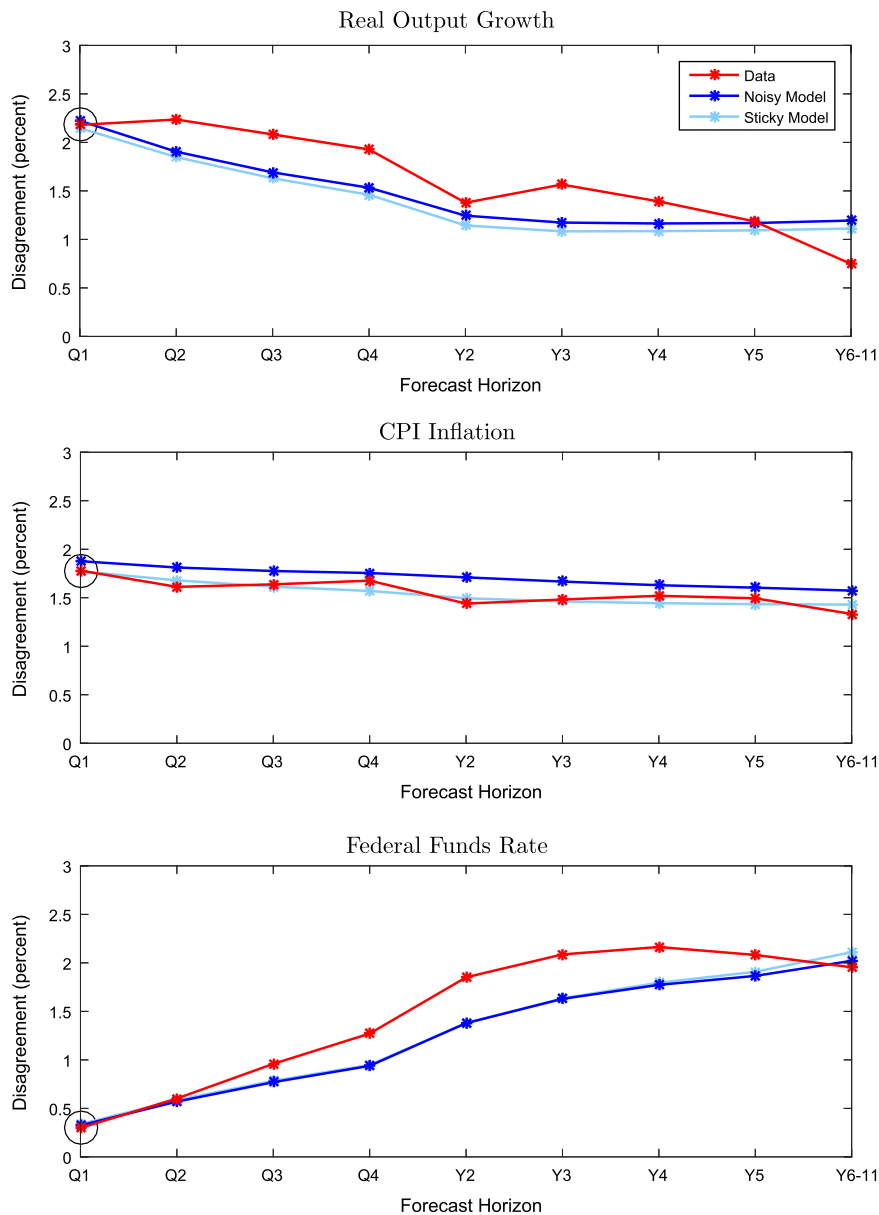 Real Output Growth
3
2.5
2
1.5
1
0.5
0
Disagreement (percent)
Data
Noisy Model
Sticky Model
Q1 Q2 Q3 Q4 Y2 Y3 Y4 Y5 Y6-11
Forecast Horizon
CPI Inflation
3
2.5
2
1.5
1
0.5
0
Disagreement (percent)
Q1 Q2 Q3 Q4 Y2 Y3 Y4 Y5 Y6-11
Forecast Horizon
Federal Funds Rate
3
2.5
2
1.5
1
0.5
0
Disagreement (percent)
Q1 Q2 Q3 Q4 Y2 Y3 Y4 Y5 Y6-11
Forecast Horizon